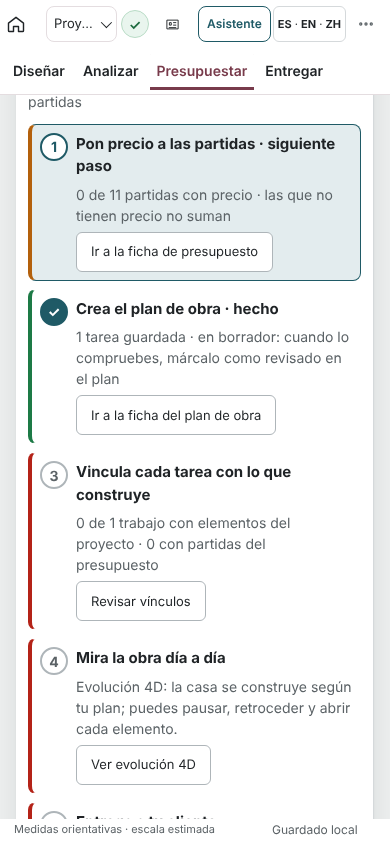 Proy...
Asistente
ES · EN · ZH
Diseñar Analizar Presupuestar Entregar
partidas
1 Pon precio a las partidas · siguiente
paso
0 de 11 partidas con precio · las que no
tienen precio no suman
Ir a la ficha de presupuesto
Crea el plan de obra · hecho
1 tarea guardada · en borrador: cuando lo
compruebes, márcalo como revisado en
el plan
Ir a la ficha del plan de obra
3 Vincula cada tarea con lo que
construye
0 de 1 trabajo con elementos del
proyecto · 0 con partidas del
presupuesto
Revisar vínculos
4 Mira la obra día a día
Evolución 4D: la casa se construye según
tu plan; puedes pausar, retroceder y abrir
cada elemento.
Ver evolución 4D
Medidas orientativas · escala estimada
Guardado local